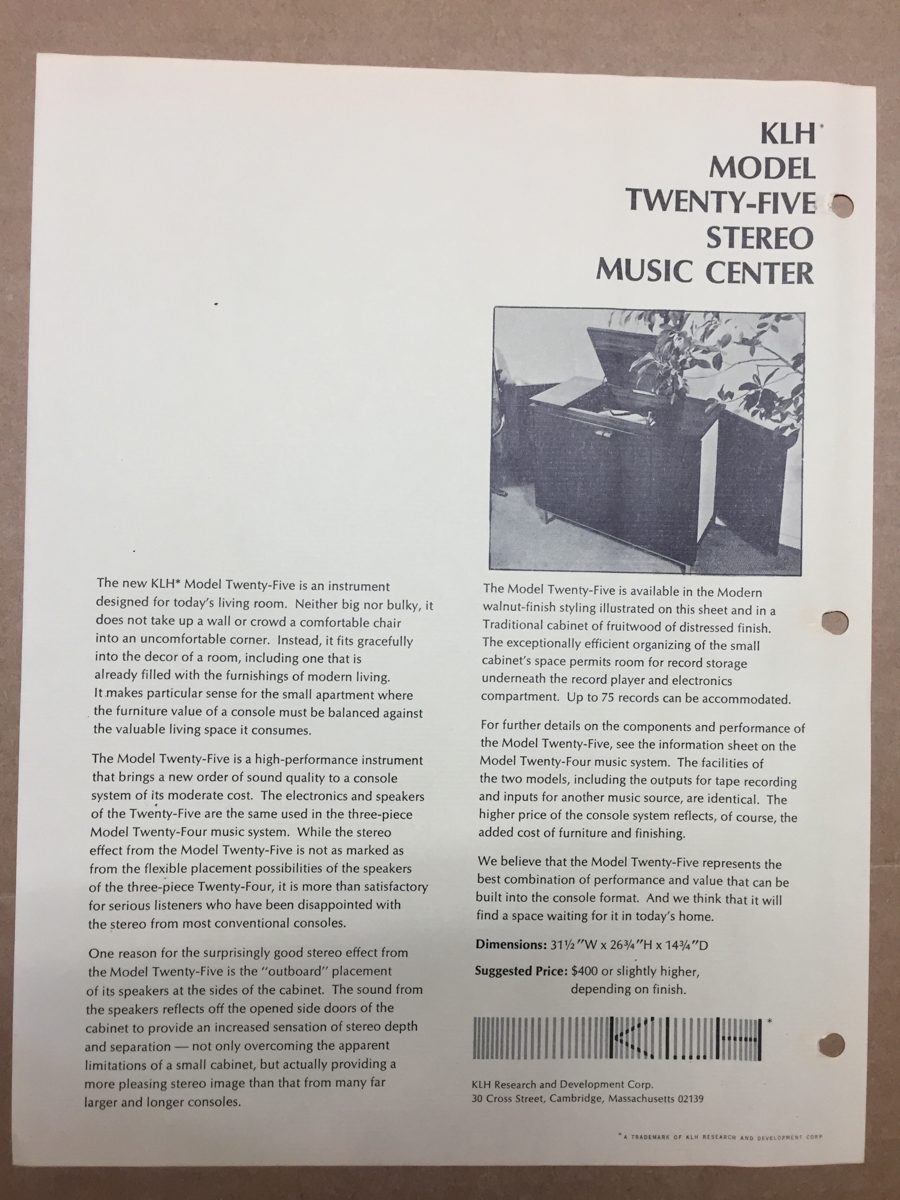 KLH*
MODEL
TWENTY-FIVE
STEREO
MUSIC CENTER
The new KLH* Model Twenty-Five is an instrument
designed for today's living room. Neither big nor bulky, it
does not take up a wall or crowd a comfortable chair
into an uncomfortable corner. Instead, it fits gracefully
into the decor of a room, including one that is
already filled with the furnishings of modern living.
It makes particular sense for the small apartment where
the furniture value of a console must be balanced against
the valuable living space it consumes.
The Model Twenty-Five is a high-performance instrument
that brings a new order of sound quality to a console
system of its moderate cost. The electronics and speakers
of the Twenty-Five are the same used in the three-piece
Model Twenty-Four music system. While the stereo
effect from the Model Twenty-Five is not as marked as
from the flexible placement possibilities of the speakers
of the three-piece Twenty-Four, it is more than satisfactory
for serious listeners who have been disappointed with
the stereo from most conventional consoles.
One reason for the surprisingly good stereo effect from
the Model Twenty-Five is the "outboard" placement
of its speakers at the sides of the cabinet. The sound from
the speakers reflects off the opened side doors of the
cabinet to provide an increased sensation of stereo depth
and separation — not only overcoming the apparent
limitations of a small cabinet, but actually providing a
more pleasing stereo image than that from many far
larger and longer consoles.
The Model Twenty-Five is available in the Modern
walnut-finish styling illustrated on this sheet and in a
Traditional cabinet of fruitwood of distressed finish.
The exceptionally efficient organizing of the small
cabinet's space permits room for record storage
underneath the record player and electronics
compartment. Up to 75 records can be accommodated.
For further details on the components and performance of
the Model Twenty-Five, see the information sheet on the
Model Twenty-Four music system. The facilities of
the two models, including the outputs for tape recording
and inputs for another music source, are identical. The
higher price of the console system reflects, of course, the
added cost of furniture and finishing.
We believe that the Model Twenty-Five represents the
best combination of performance and value that can be
built into the console format. And we think that it will
find a space waiting for it in today's home.
Dimensions: 31½"W x 26¾"H x 14¾"D
Suggested Price: $400 or slightly higher,
depending on finish.
KLH*
KLH Research and Development Corp.
30 Cross Street, Cambridge, Massachusetts 02139
*A TRADEMARK OF KLH RESEARCH AND DEVELOPMENT CORP